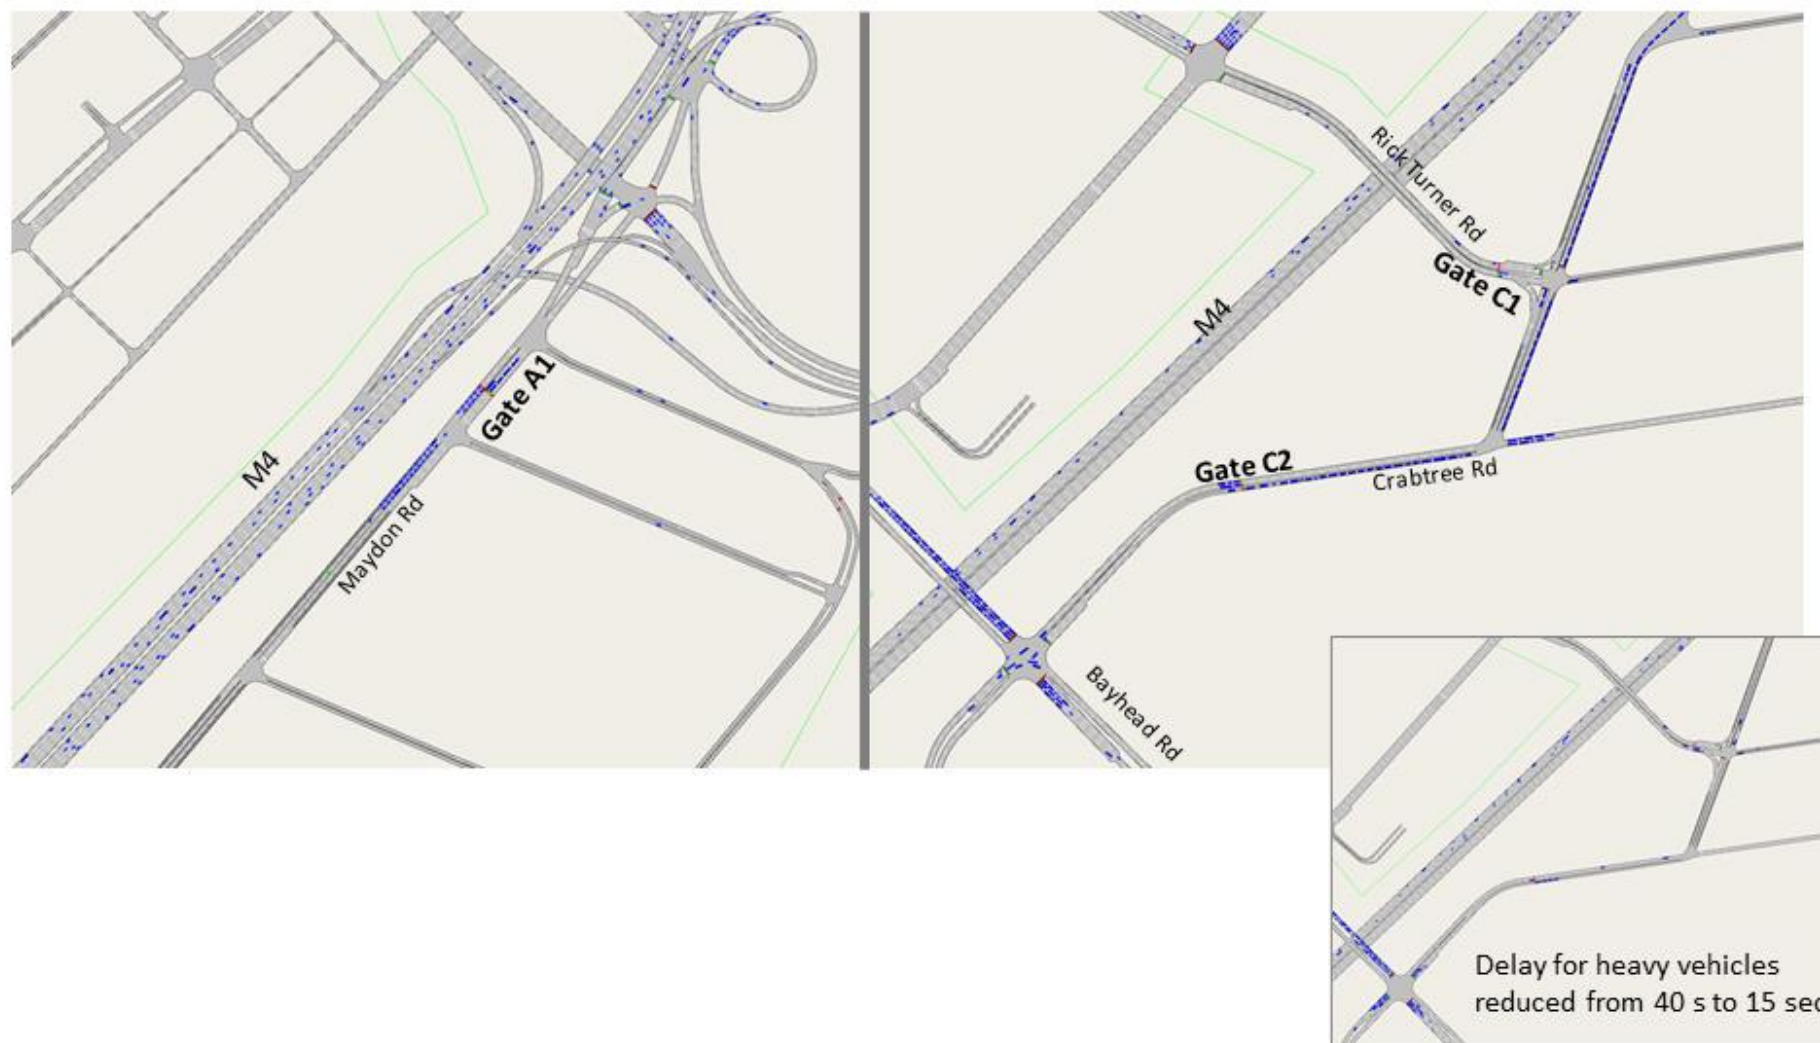 M4
Gate A1
Maydon Rd
Rick Turner Rd
Gate C1
M4
Gate C2
Crabtree Rd
Bayhead Rd
Delay for heavy vehicles
reduced from 40 s to 15 sec